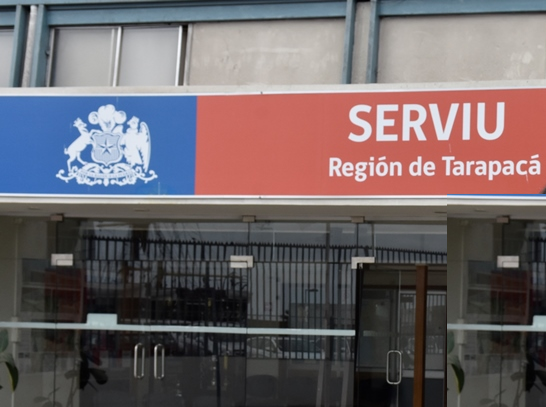 SERVIU
Región de Tarapacá